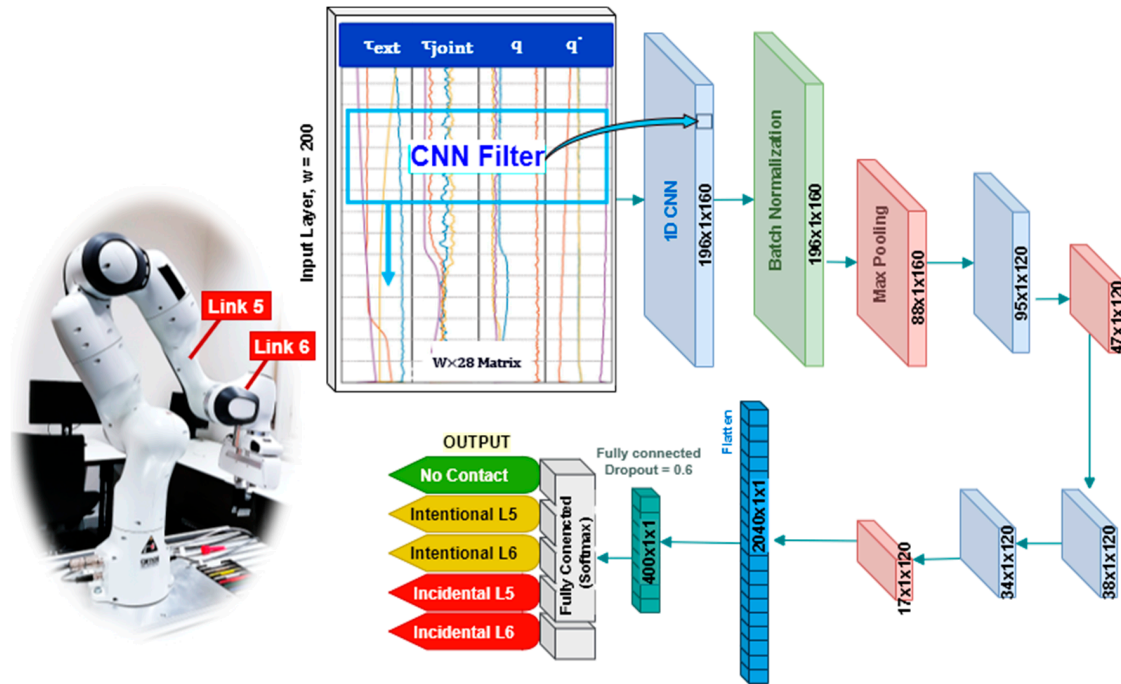 τext τjoint q q˙
CNN Filter
Input Layer, w = 200
W×28 Matrix
1D CNN
196x1x160
Batch Normalization
196x1x160
Max Pooling
88x1x160
95x1x120
47x1x120
38x1x120
34x1x120
17x1x120
Flatten
2040x1x1
Fully connected
Dropout = 0.6
400x1x1
Fully Conencted
(Softmax)
OUTPUT
No Contact
Intentional L5
Intentional L6
Incidental L5
Incidental L6
Link 5
Link 6